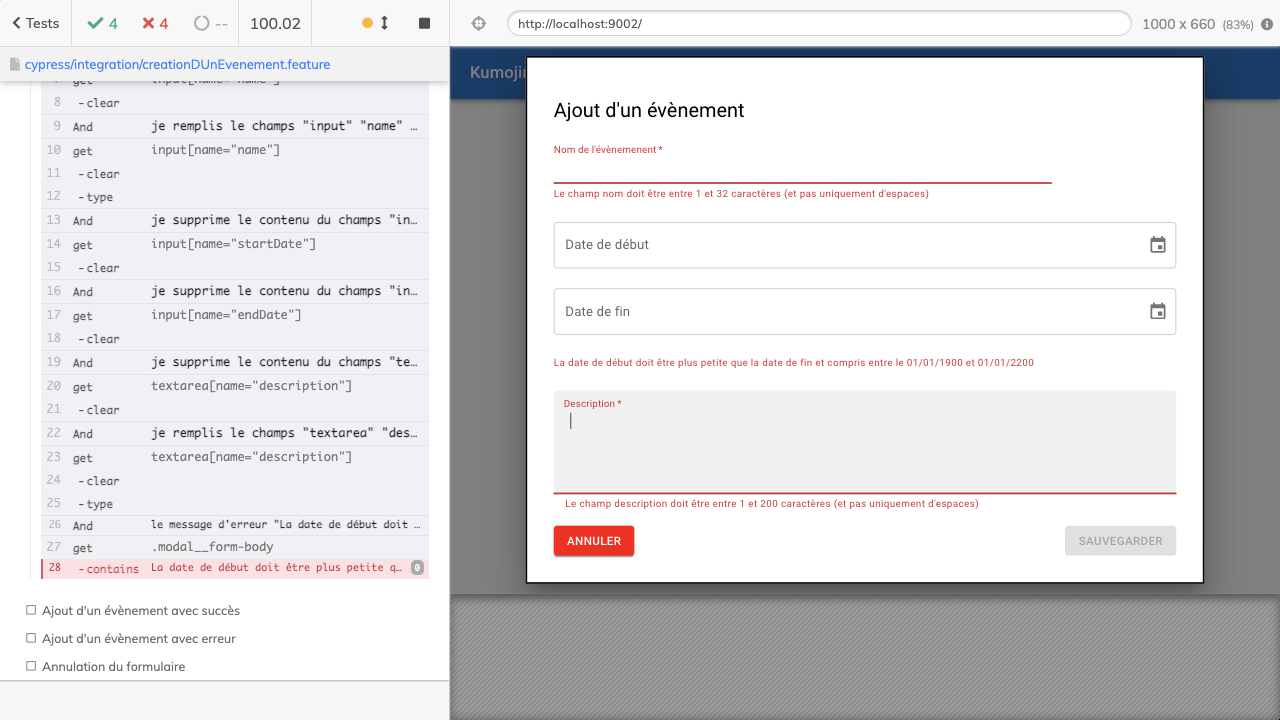 Tests
4
4
--
100.02
http://localhost:9002/
1000 x 660 (83%)
cypress/integration/creationDUnEvenement.feature
get input[name="name"]
8 -clear
9 And je remplis le champs "input" "name" …
10 get input[name="name"]
11 -clear
12 -type
13 And je supprime le contenu du champs "in…
14 get input[name="startDate"]
15 -clear
16 And je supprime le contenu du champs "in…
17 get input[name="endDate"]
18 -clear
19 And je supprime le contenu du champs "te…
20 get textarea[name="description"]
21 -clear
22 And je remplis le champs "textarea" "des…
23 get textarea[name="description"]
24 -clear
25 -type
26 And le message d'erreur "La date de début doit …
27 get .modal__form-body
28 -contains La date de début doit être plus petite q… 0
Ajout d'un évènement avec succès
Ajout d'un évènement avec erreur
Annulation du formulaire
Kumojin
Ajout d'un évènement
Nom de l'évènemenent *
Le champ nom doit être entre 1 et 32 caractères (et pas uniquement d'espaces)
Date de début
Date de fin
La date de début doit être plus petite que la date de fin et compris entre le 01/01/1900 et 01/01/2200
Description *
Le champ description doit être entre 1 et 200 caractères (et pas uniquement d'espaces)
ANNULER
SAUVEGARDER